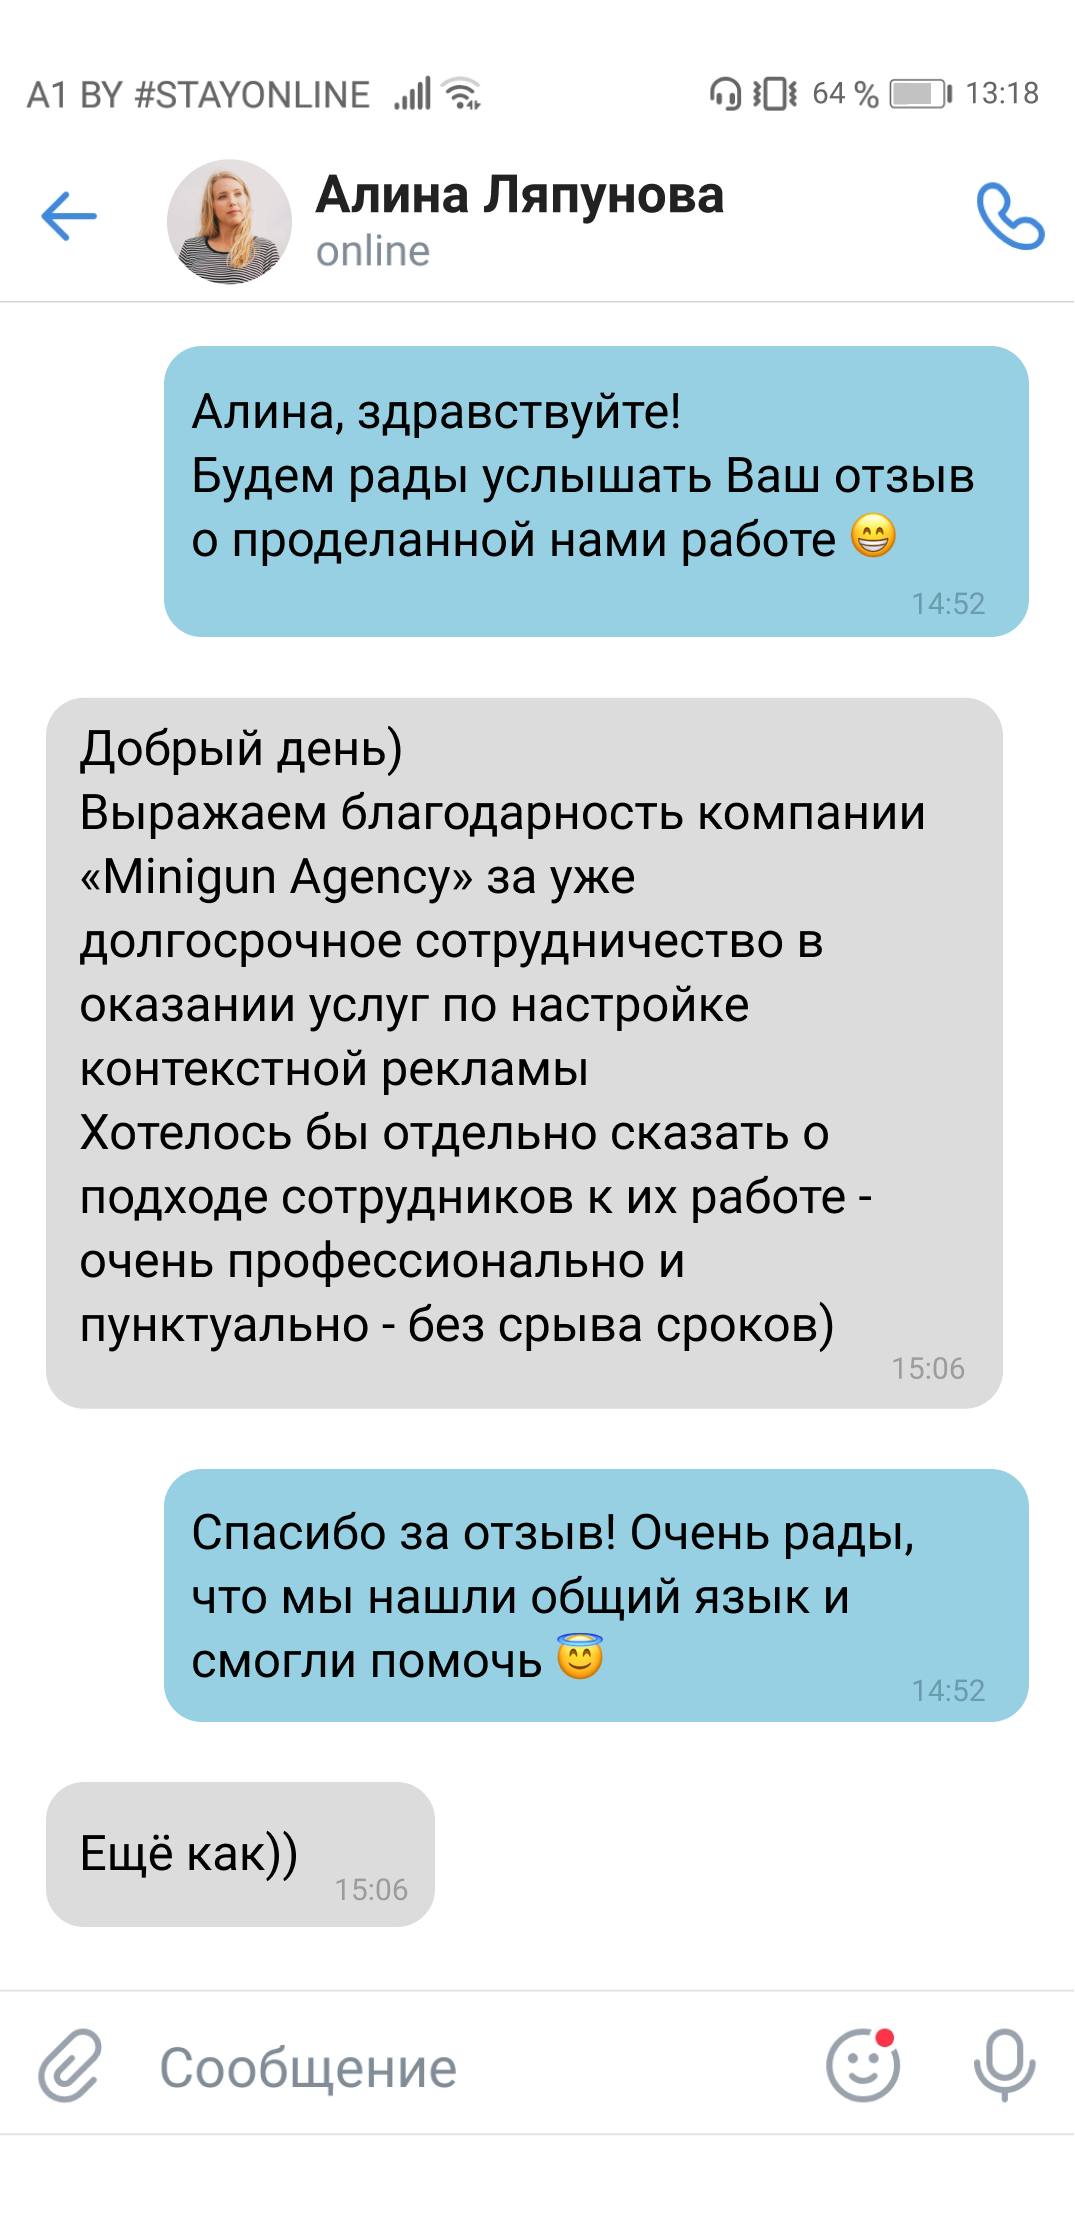 A1 BY #STAYONLINE 64 % 13:18
Алина Ляпунова
online
Алина, здравствуйте!
Будем рады услышать Ваш отзыв
о проделанной нами работе 😁
14:52
Добрый день)
Выражаем благодарность компании
«Minigun Agency» за уже
долгосрочное сотрудничество в
оказании услуг по настройке
контекстной рекламы
Хотелось бы отдельно сказать о
подходе сотрудников к их работе -
очень профессионально и
пунктуально - без срыва сроков)
15:06
Спасибо за отзыв! Очень рады,
что мы нашли общий язык и
смогли помочь 😇
14:52
Ещё как))
15:06
Сообщение